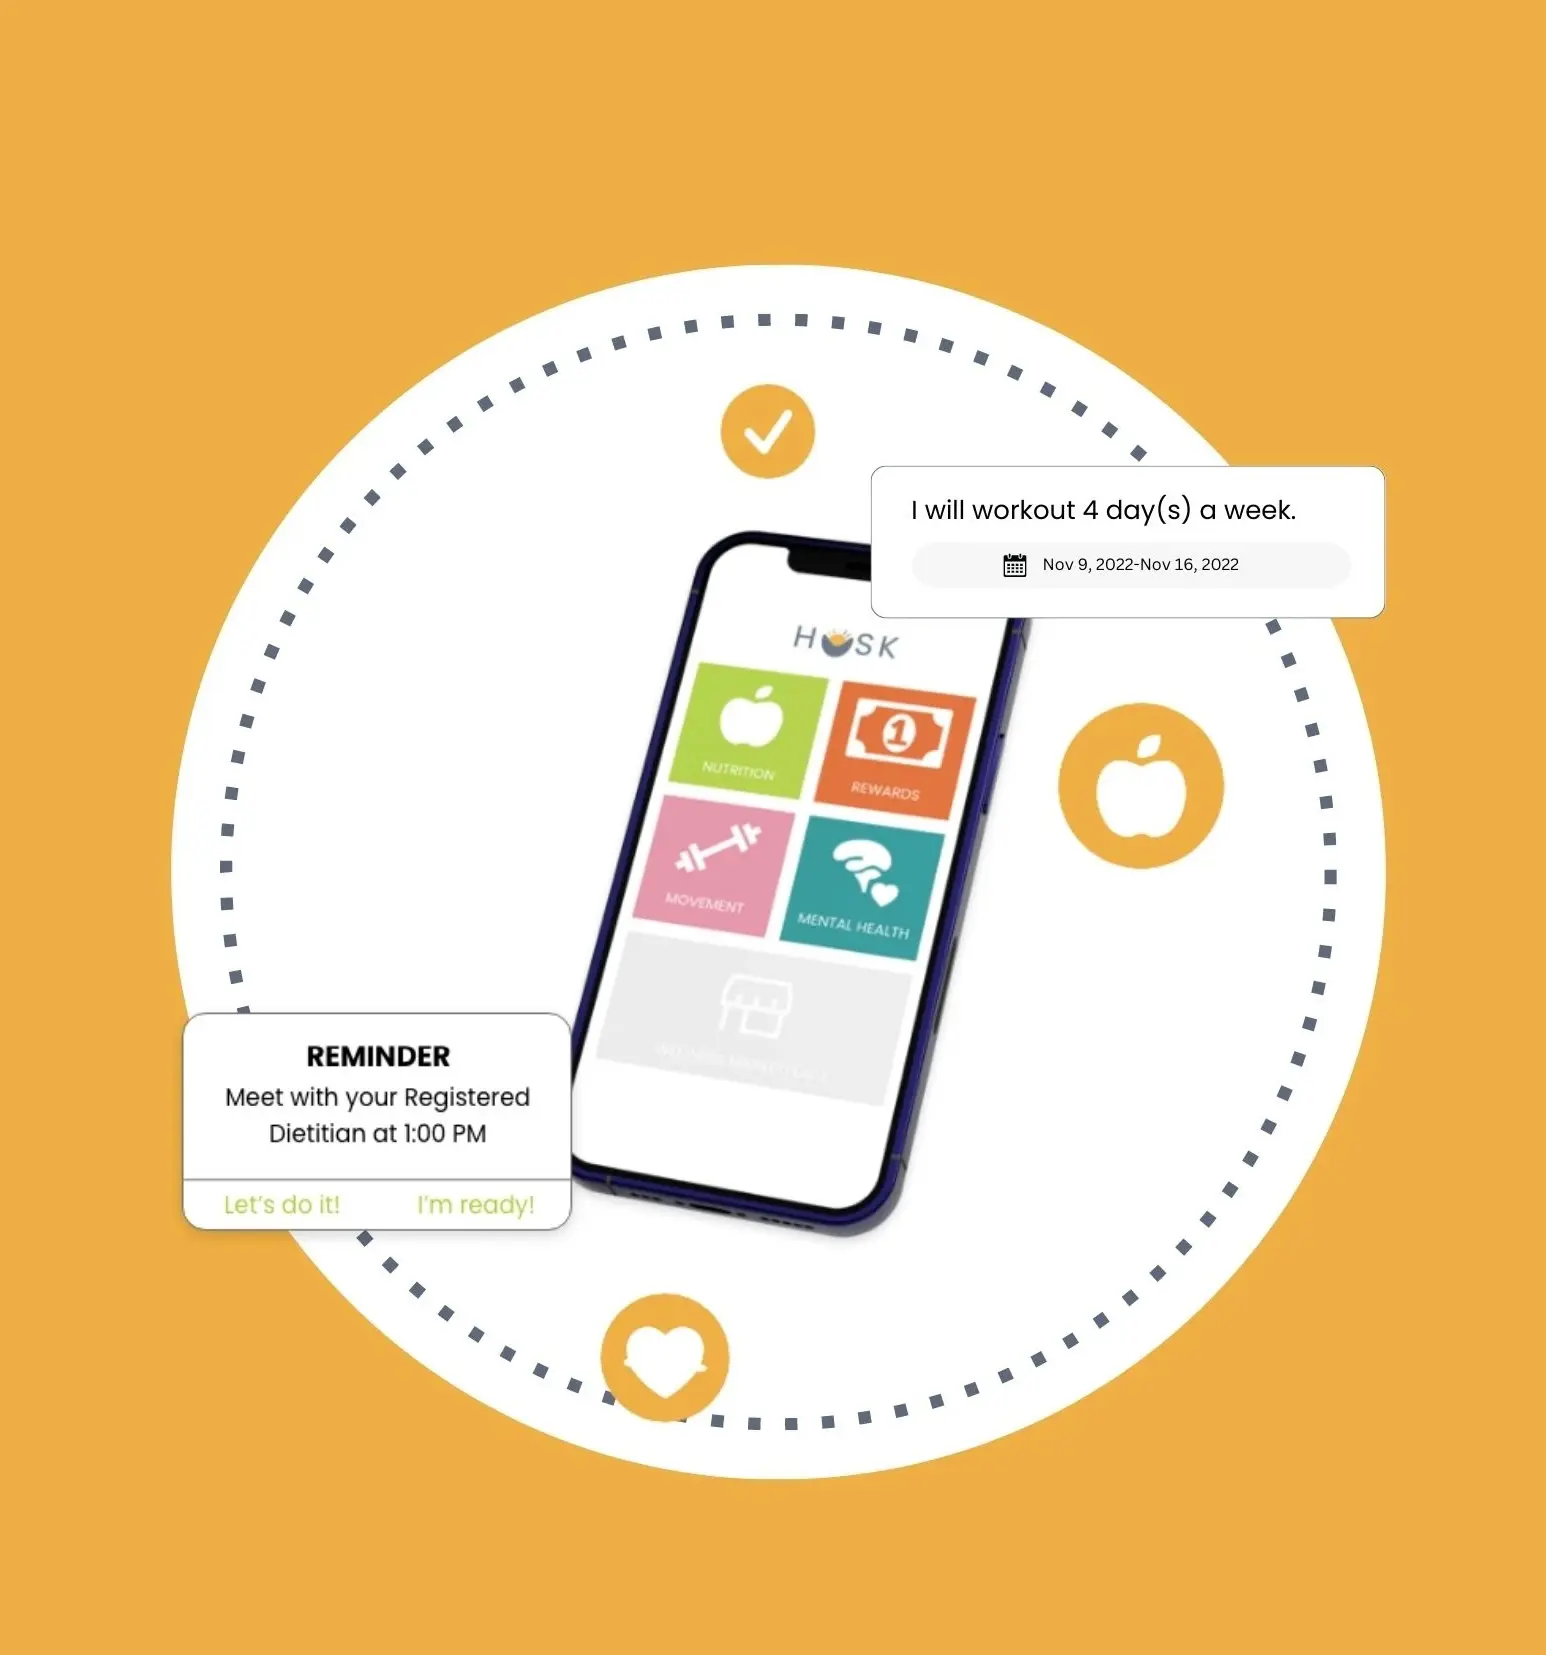 I will workout 4 day(s) a week.
Nov 9, 2022-Nov 16, 2022
HUSK
NUTRITION
REWARDS
1
MOVEMENT
MENTAL HEALTH
REMINDER
Meet with your Registered
Dietitian at 1:00 PM
Let's do it! I'm ready!